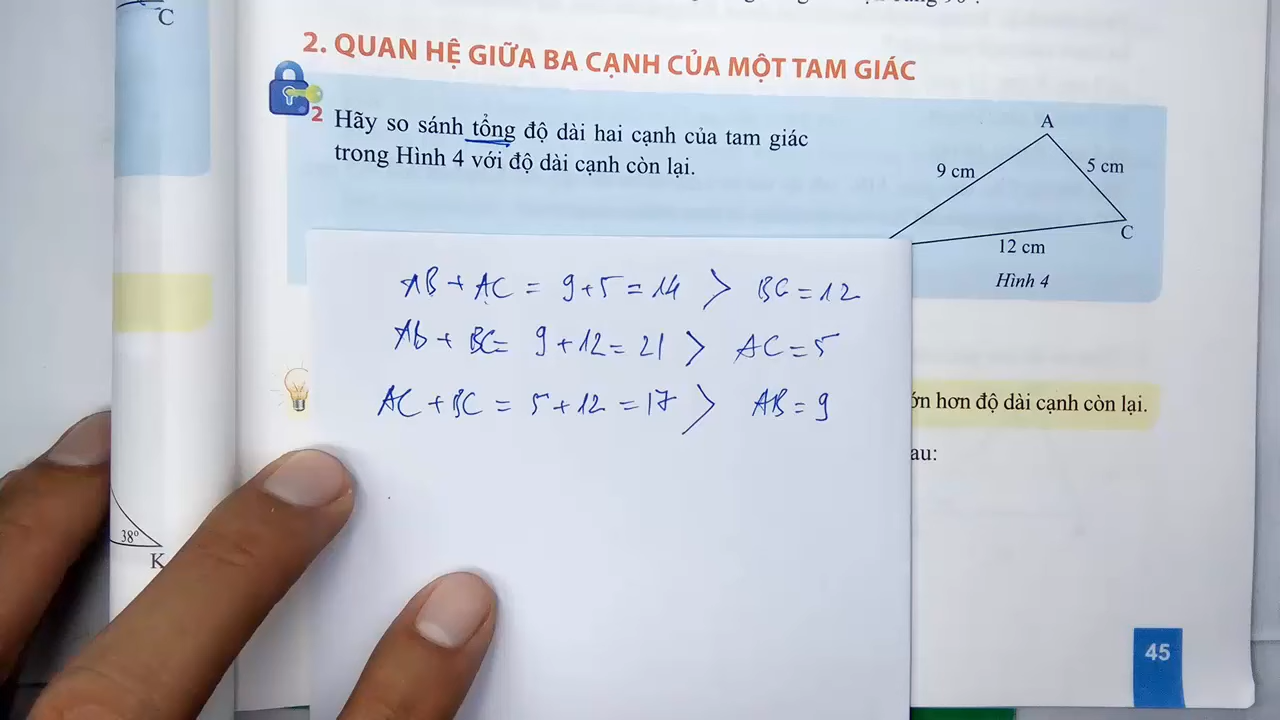 C
2. QUAN HỆ GIỮA BA CẠNH CỦA MỘT TAM GIÁC
2 Hãy so sánh tổng độ dài hai cạnh của tam giác
trong Hình 4 với độ dài cạnh còn lại.
A
9 cm
5 cm
C
12 cm
Hình 4
AB + AC = 9+5 = 14 > BC = 12
AB + BC = 9 + 12 = 21 > AC = 5
AC + BC = 5 + 12 = 17 > AB = 9
hơn độ dài cạnh còn lại.
38°
K
45